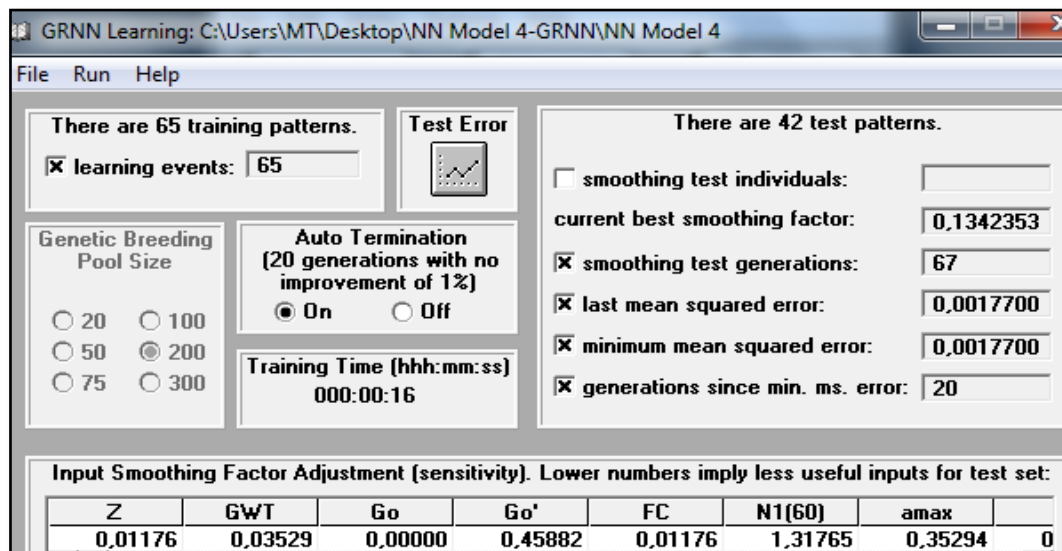 GRNN Learning: C:\Users\MT\Desktop\NN Model 4-GRNN\NN Model 4
File Run Help
There are 65 training patterns.
learning events: 65
Test Error
There are 42 test patterns.
smoothing test individuals:
current best smoothing factor: 0,1342353
smoothing test generations: 67
last mean squared error: 0,0017700
minimum mean squared error: 0,0017700
generations since min. ms. error: 20
Genetic Breeding
Pool Size
20 100
50 200
75 300
Auto Termination
(20 generations with no
improvement of 1%)
On Off
Training Time (hhh:mm:ss)
000:00:16
Input Smoothing Factor Adjustment (sensitivity). Lower numbers imply less useful inputs for test set:
Z GWT Go Go' FC N1(60) amax
0,01176 0,03529 0,00000 0,45882 0,01176 1,31765 0,35294 0